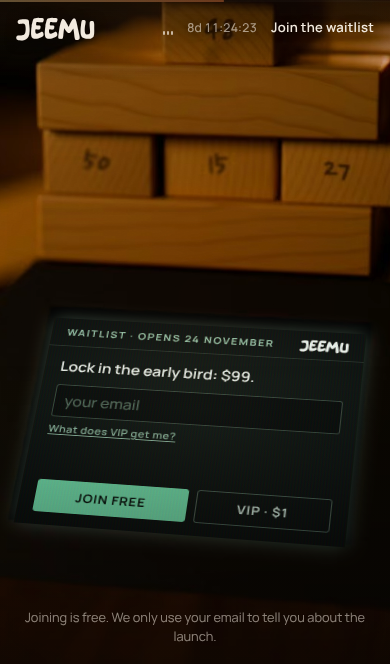 JEEMU
... 8d 11:24:23 Join the waitlist
50 15 27
WAITLIST · OPENS 24 NOVEMBER JEEMU
Lock in the early bird: $99.
your email
What does VIP get me?
JOIN FREE VIP · $1
Joining is free. We only use your email to tell you about the
launch.